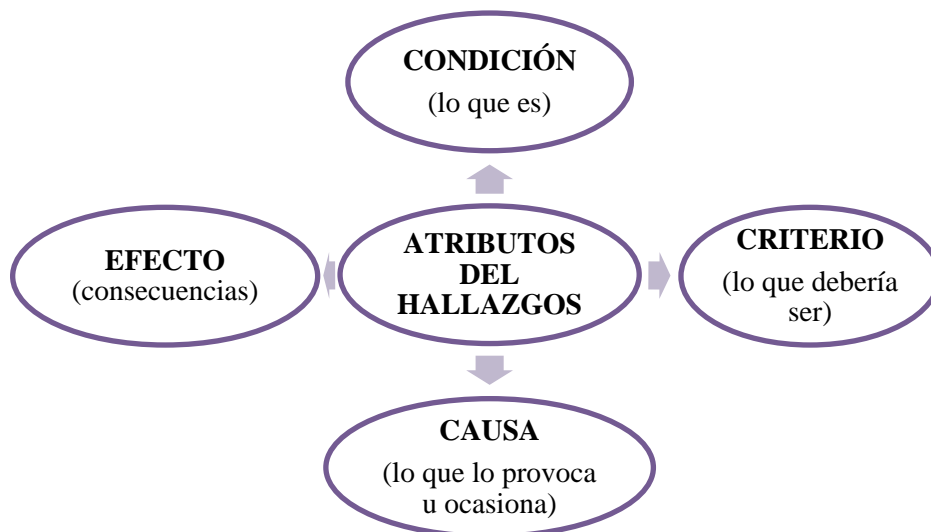 CONDICIÓN
(lo que es)
EFECTO
(consecuencias)
ATRIBUTOS
DEL
HALLAZGOS
CRITERIO
(lo que debería
ser)
CAUSA
(lo que lo provoca
u ocasiona)